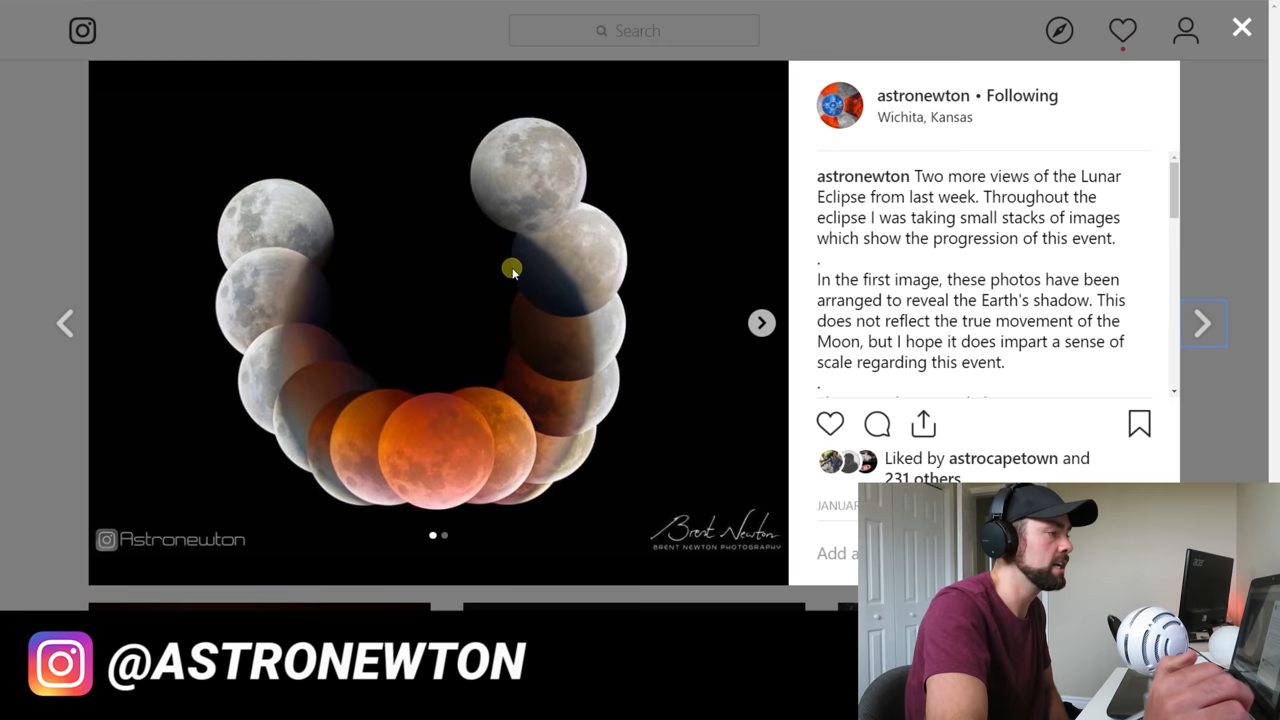 Search
astronewton • Following
Wichita, Kansas
astronewton Two more views of the Lunar
Eclipse from last week. Throughout the
eclipse I was taking small stacks of images
which show the progression of this event.
.
In the first image, these photos have been
arranged to reveal the Earth's shadow. This
does not reflect the true movement of the
Moon, but I hope it does impart a sense of
scale regarding this event.
.
Liked by astrocapetown and
231 others
JANUAR
Add a
Astronewton
Brent Newton
BRENT NEWTON PHOTOGRAPHY
acer
@ASTRONEWTON